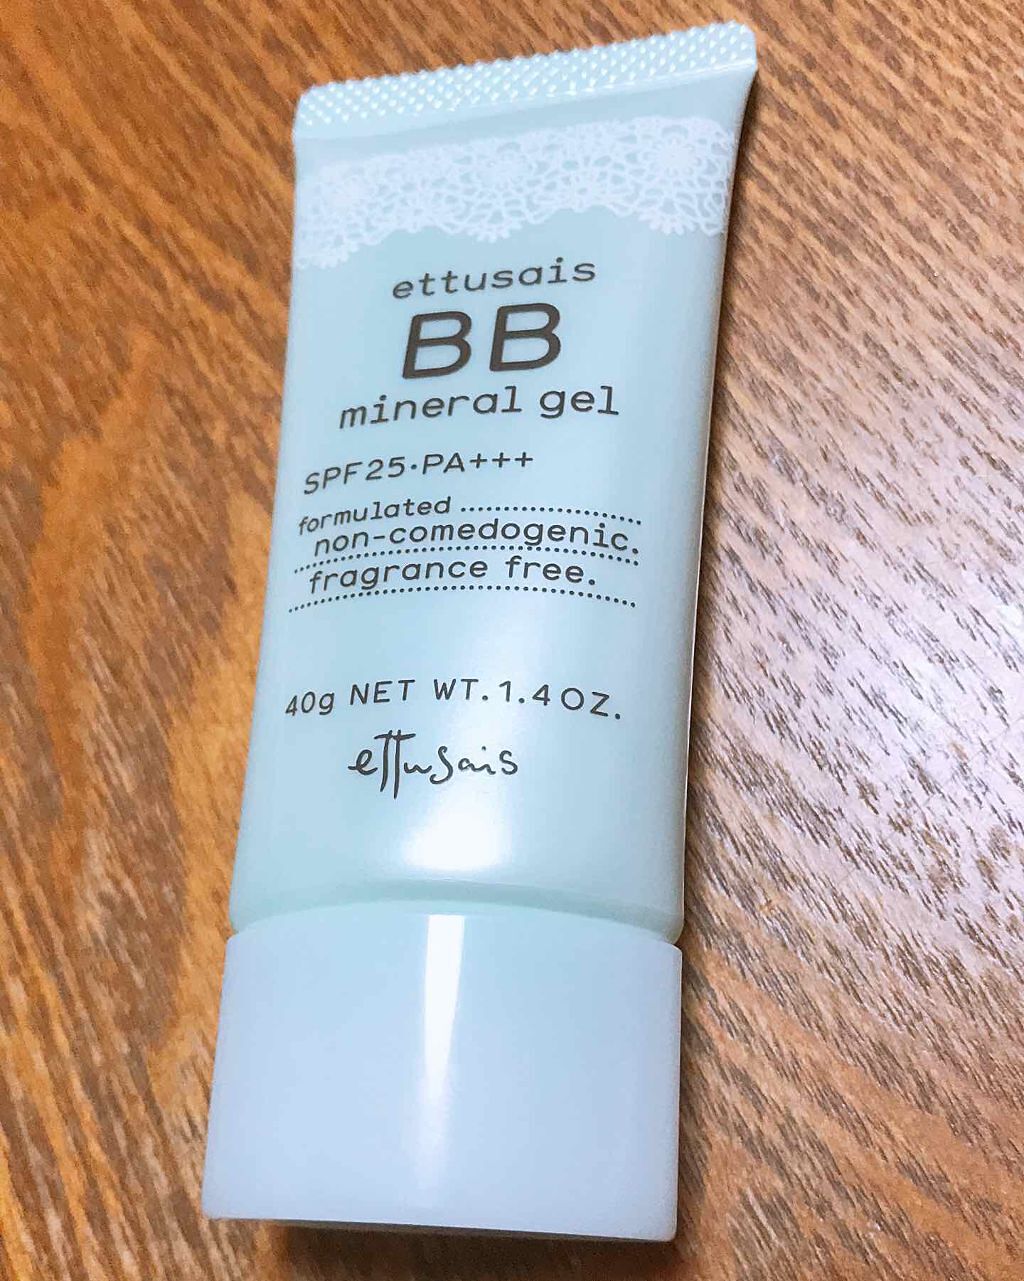 ettusais
BB
mineral gel
SPF25·PA+++
formulated
non-comedogenic.
fragrance free.
40g NET WT. 1.4 OZ.
ettusais